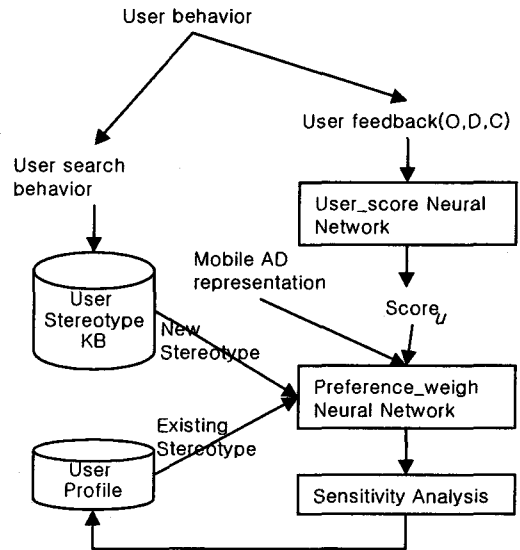 User behavior
User feedback(O,D,C)
User search
behavior
User_score Neural
Network
Mobile AD
representation
User
Stereotype
KB
Score u
New
Stereotype
Preference_weigh
Neural Network
Existing
Stereotype
User
Profile
Sensitivity Analysis